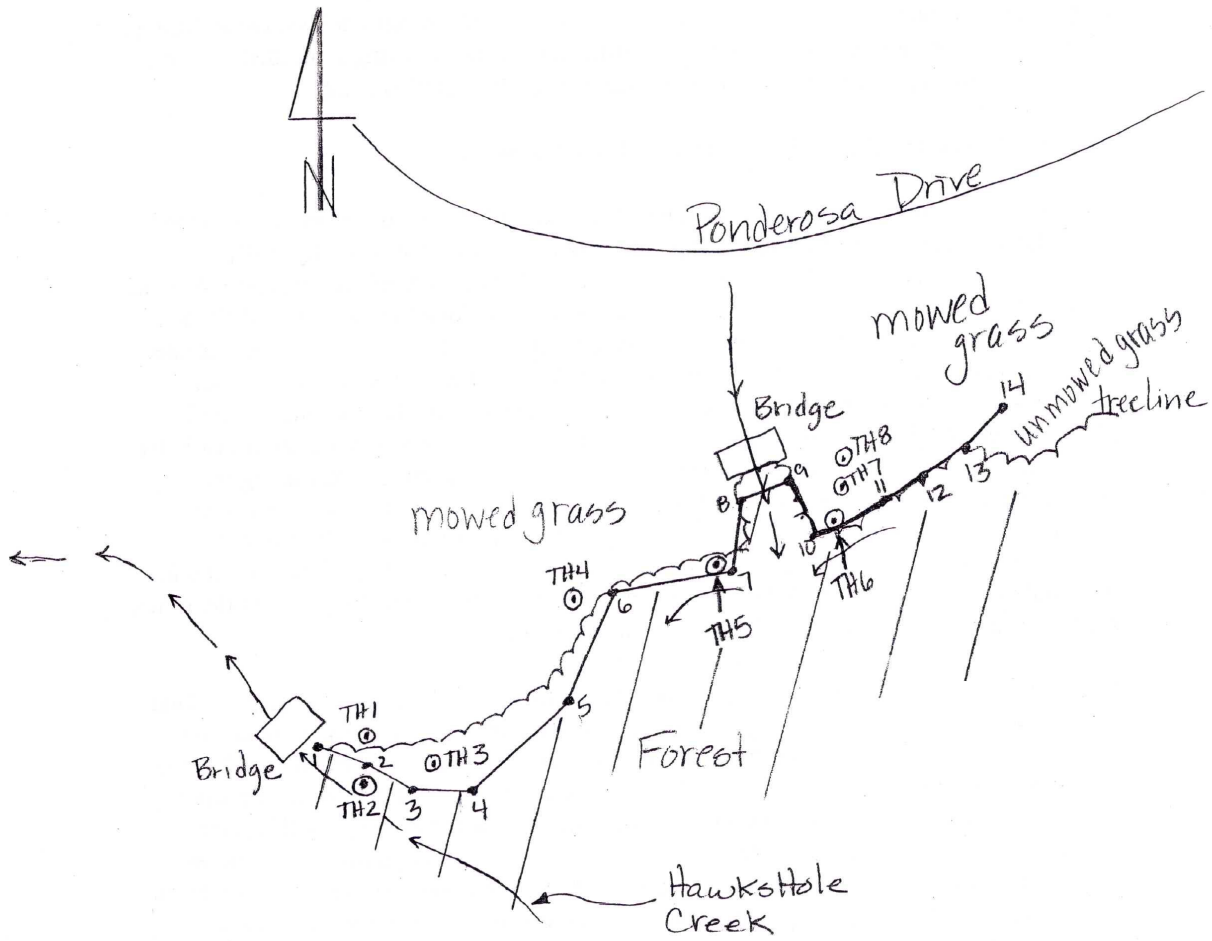 N
Ponderosa Drive
mowed
grass
unmowed grass
treeline
14
Bridge
TH8
TH7
9
8
11
12
13
10
TH6
mowed grass
TH4
6
7
TH5
5
Forest
TH1
1
2
TH3
Bridge
TH2
3
4
HawksHole
Creek